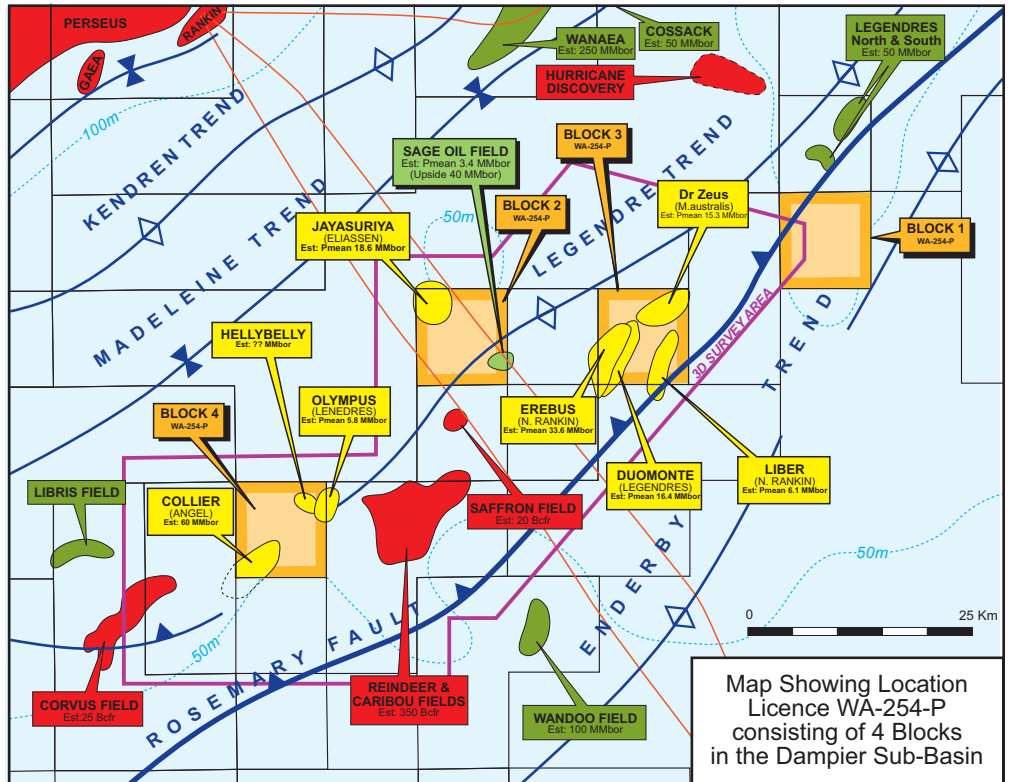 PERSEUS
RANKIN
GAEA
100m
WANAEA
Est: 250 MMbor
COSSACK
Est: 50 MMbor
HURRICANE
DISCOVERY
LEGENDRES
North & South
Est: 50 MMbor
KENDREN TREND
MADELEINE TREND
LEGENDRE TREND
SAGE OIL FIELD
Est: Pmean 3.4 MMbor
(Upside 40 MMbor)
BLOCK 3
WA-254-P
BLOCK 2
WA-254-P
Dr Zeus
(M.australis)
Est: Pmean 15.3 MMbor
BLOCK 1
WA-254-P
50m
JAYASURIYA
(ELIASSEN)
Est: Pmean 18.6 MMbor
HELLYBELLY
Est: ?? MMbor
OLYMPUS
(LENEDRES)
Est: Pmean 5.8 MMbor
BLOCK 4
WA-254-P
3D SURVEY AREA
EREBUS
(N. RANKIN)
Est: Pmean 33.6 MMbor
DUOMONTE
(LEGENDRES)
Est: Pmean 16.4 MMbor
LIBER
(N. RANKIN)
Est: Pmean 6.1 MMbor
LIBRIS FIELD
COLLIER
(ANGEL)
Est: 60 MMbor
SAFFRON FIELD
Est: 20 Bcfr
ENDERBY TREND
50m
50m
ROSEMARY FAULT
CORVUS FIELD
Est:25 Bcfr
REINDEER &
CARIBOU FIELDS
Est: 350 Bcfr
WANDOO FIELD
Est: 100 MMbor
0 25 Km
Map Showing Location
Licence WA-254-P
consisting of 4 Blocks
in the Dampier Sub-Basin